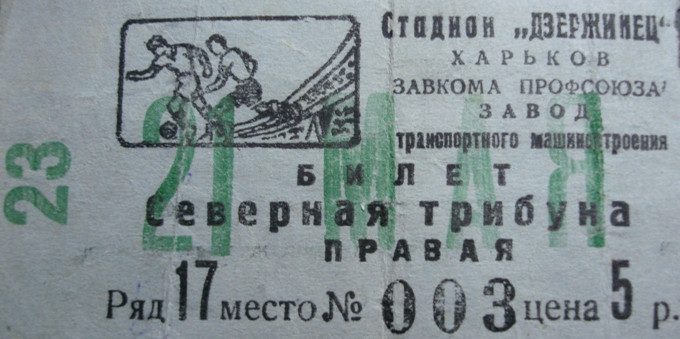 Стадион „ДЗЕРЖИНЕЦ“
ХАРЬКОВ
ЗАВКОМА ПРОФСОЮЗА
ЗАВОД
транспортного машиностроения
БИЛЕТ
Северная трибуна
ПРАВАЯ
Ряд 17 место № 003 цена 5 р.
21 МАЯ
23